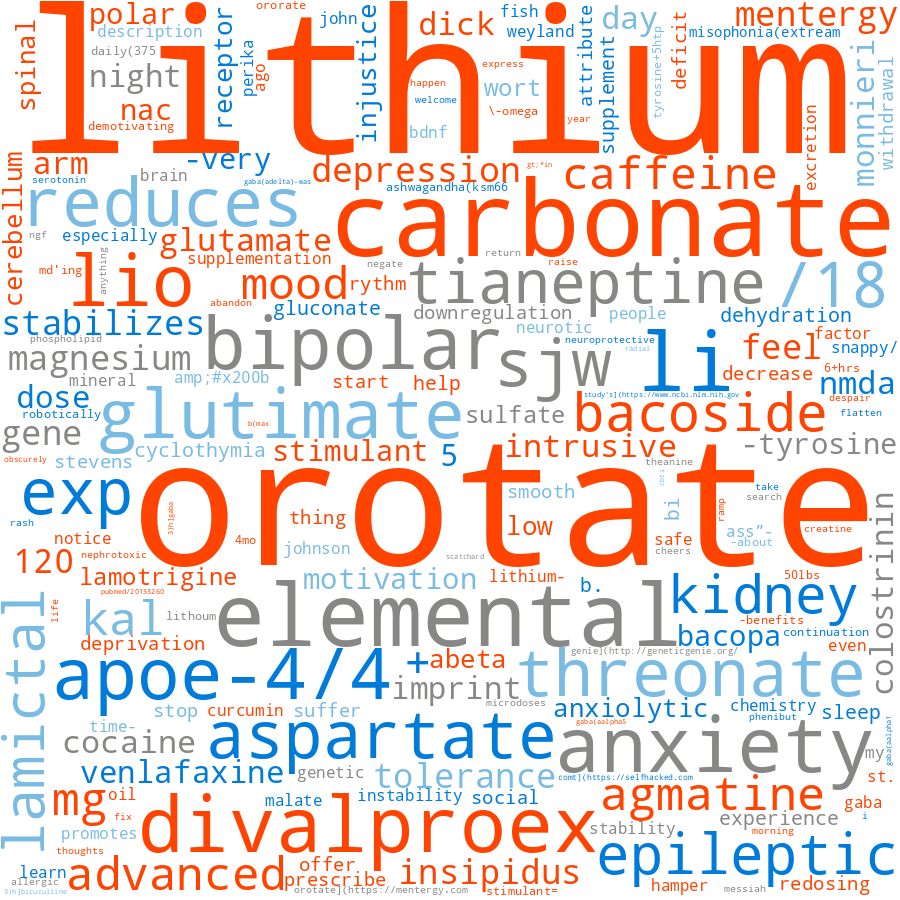 ororate
polar
description
daily(375
night
spinal
nac
demotivating
receptor
perika
ago
john
injustice
dick
fish
weyland
happen
express
welcome
wort
\-omega
bdnf
year
attribute
supplement
day
tyrosine+5htp
deficit
mentergy
misophonia(extream
monnieri
withdrawal
excretion
lithium
-very
arm
brain
serotonin
depression
caffeine
gt;*in
gaba(adelta)-was
ashwagandha(ksm66
reduces
carbonate
cerebellum
ngf
especially
glutamate
supplementation
md'ing
anything
return
negate
raise
lio
mood
rythm
tianeptine
/18
abandon
gluconate
downregulation
people
dehydration
stabilizes
neurotic
neuroprotective
factor
snappy/
phospholipid
bipolar
sjw
li
radial
feel
magnesium
mineral
amp;#x200b
start
help
decrease
6+hrs
nmda
dose
robotically
study's](https://www.ncbi.nlm.nih.gov
despair
flatten
glutimate
sulfate
bacoside
gene
b(max
cyclothymia
stimulant
5
intrusive
-tyrosine
obscurely
stevens
theanine
cbti
exp
orotate
smooth
bi
take
search
ramp
creatine
rash
3)h]gaba
thing
low
ass”-
-about
safe
cheers
notice
4mo
johnson
120
nephrotoxic
scatchard
colostrinin
lamotrigine
motivation
lithium-
b.
50lbs
pubmed/20153260
lamictal
life
kal
lithoum
elemental
kidney
-benefits
bacopa
continuation
deprivation
even
genie](http://geneticgenie.org/
apoe-4/4
+
abeta
threonate
imprint
microdoses
stop
curcumin
suffer
gaba(aalpha5
anxiolytic
chemistry
phenibut
sleep
time-
cocaine
aspartate
anxiety
my
gaba(aalpha1
venlafaxine
genetic
tolerance
comt](https://selfhacked.com
st.
mg
oil
malate
instability
social
agmatine
gaba
fix
i
promotes
divalproex
stability
experience
morning
thoughts
epileptic
learn
advanced
offer
insipidus
allergic
prescribe
hamper
redosing
3)h]bicuculline
orotate](https://mentergy.com
stimulant=
messiah